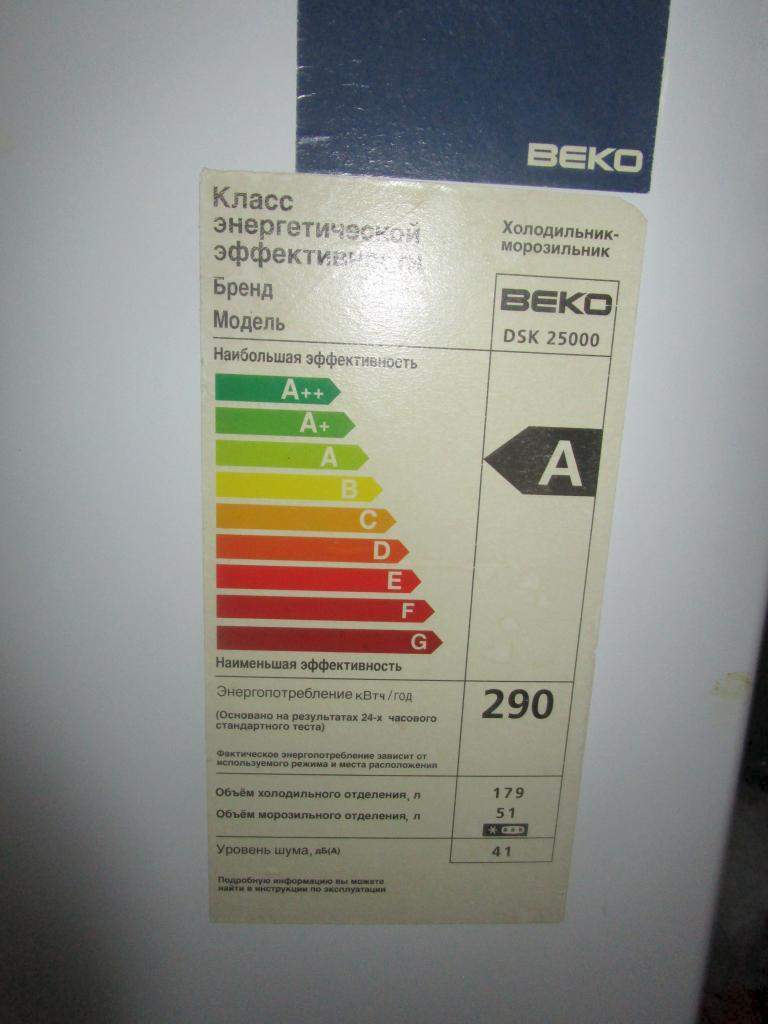 BEKO
Класс
энергетической
эффективности
Холодильник-
морозильник
Бренд
BEKO
Модель
DSK 25000
Наибольшая эффективность
A++
A+
A
A
B
C
D
E
F
G
Наименьшая эффективность
Энергопотребление кВтч/год
290
(Основано на результатах 24-х часового
стандартного теста)
Фактическое энергопотребление зависит от
используемого режима и места расположения
Объём холодильного отделения, л
179
Объём морозильного отделения, л
51
Уровень шума, дБ(А)
41
Подробную информацию вы можете
найти в инструкции по эксплуатации